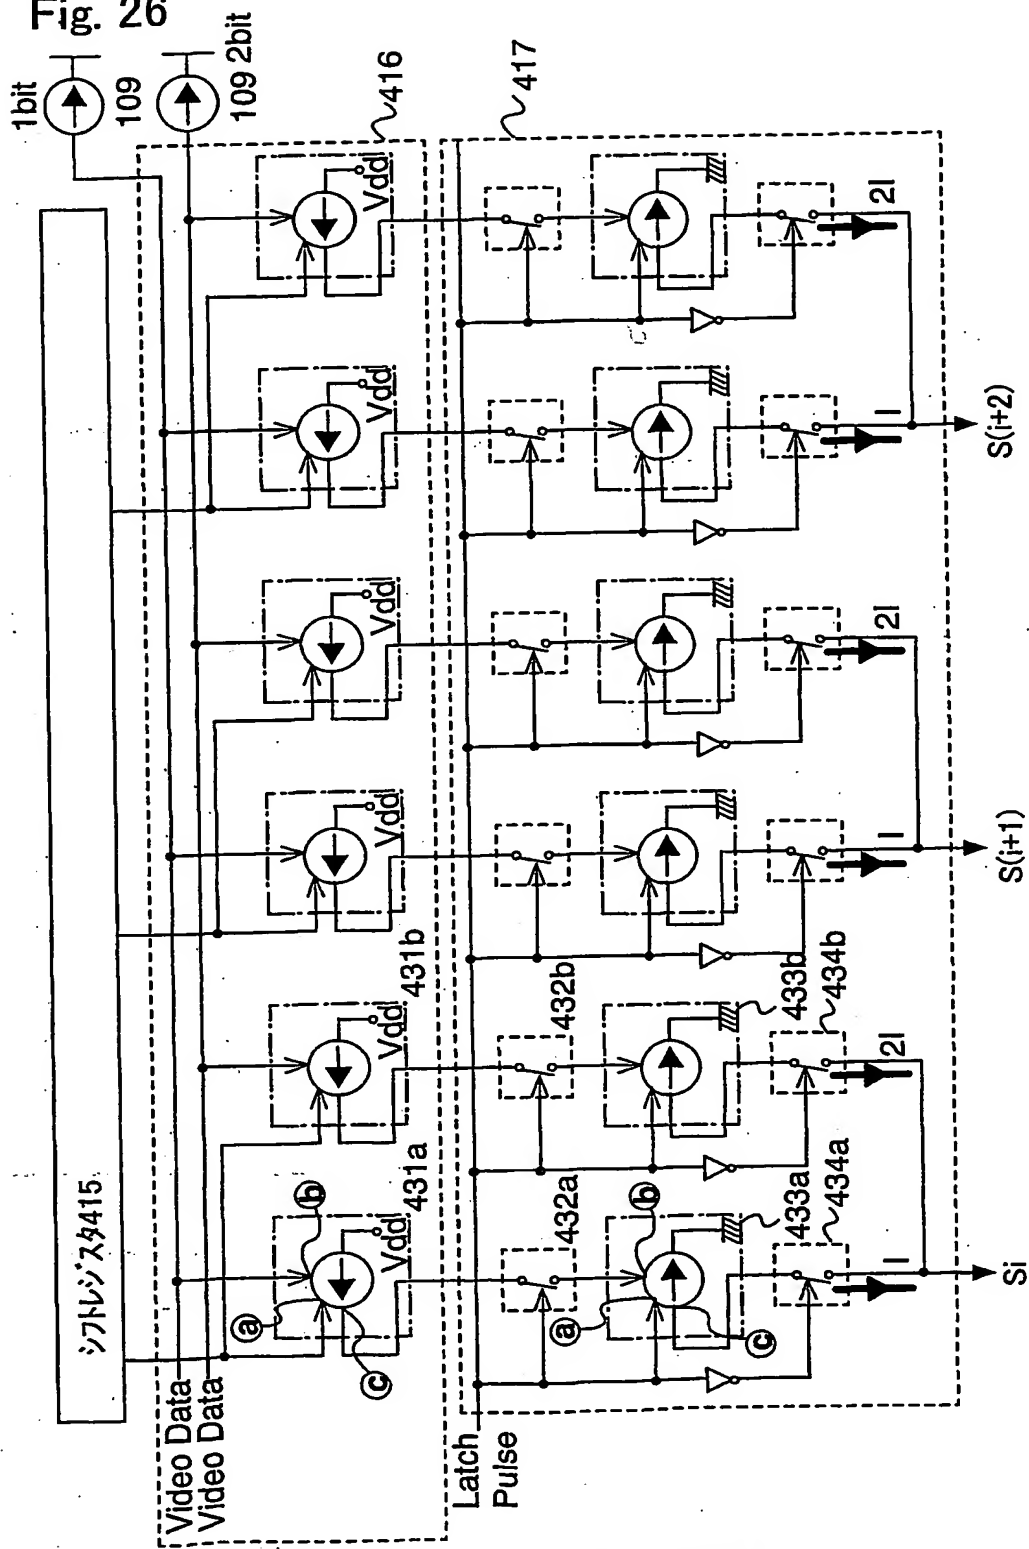 Fig. 26
1bit
109
109 2bit
シフトレジスタ415
Video Data
Video Data
416
Vdd
Vdd
Vdd
Vdd
Vdd
Vdd
431a
431b
a
b
c
Latch
Pulse
417
432a
432b
a
b
c
433a
433b
434a
434b
I
2I
I
2I
I
2I
Si
S(i+1)
S(i+2)